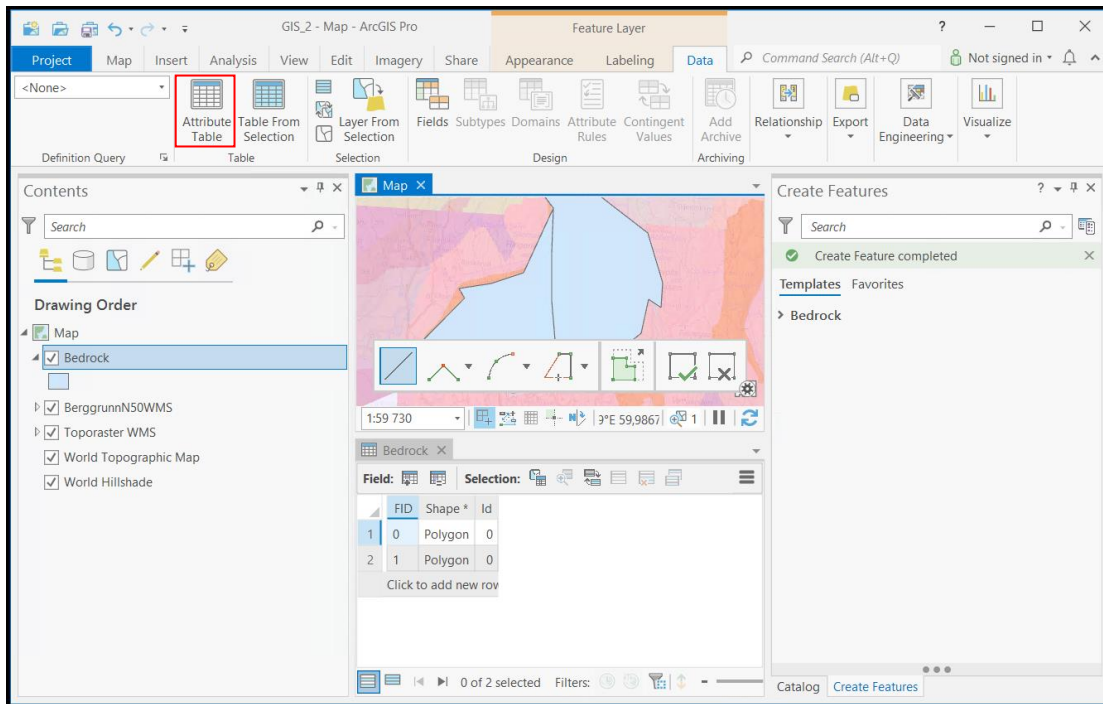 GIS_2 - Map - ArcGIS Pro
Feature Layer
?
Project Map Insert Analysis View Edit Imagery Share Appearance Labeling Data Command Search (Alt+Q) Not signed in
<None>
Attribute Table
Table From Selection
Layer From Selection
Fields Subtypes Domains Attribute Rules Contingent Values
Add Archive
Relationship Export Data Engineering Visualize
Definition Query Table Selection Design Archiving
Contents
Search
Drawing Order
Map
Bedrock
BerggrunnN50WMS
Toporaster WMS
World Topographic Map
World Hillshade
Map
1:59 730
9°E 59,9867
1
Bedrock
Field: Selection:
FID Shape * Id
1 0 Polygon 0
2 1 Polygon 0
Click to add new row
0 of 2 selected Filters:
Create Features
?
Search
Create Feature completed
Templates Favorites
Bedrock
Catalog Create Features